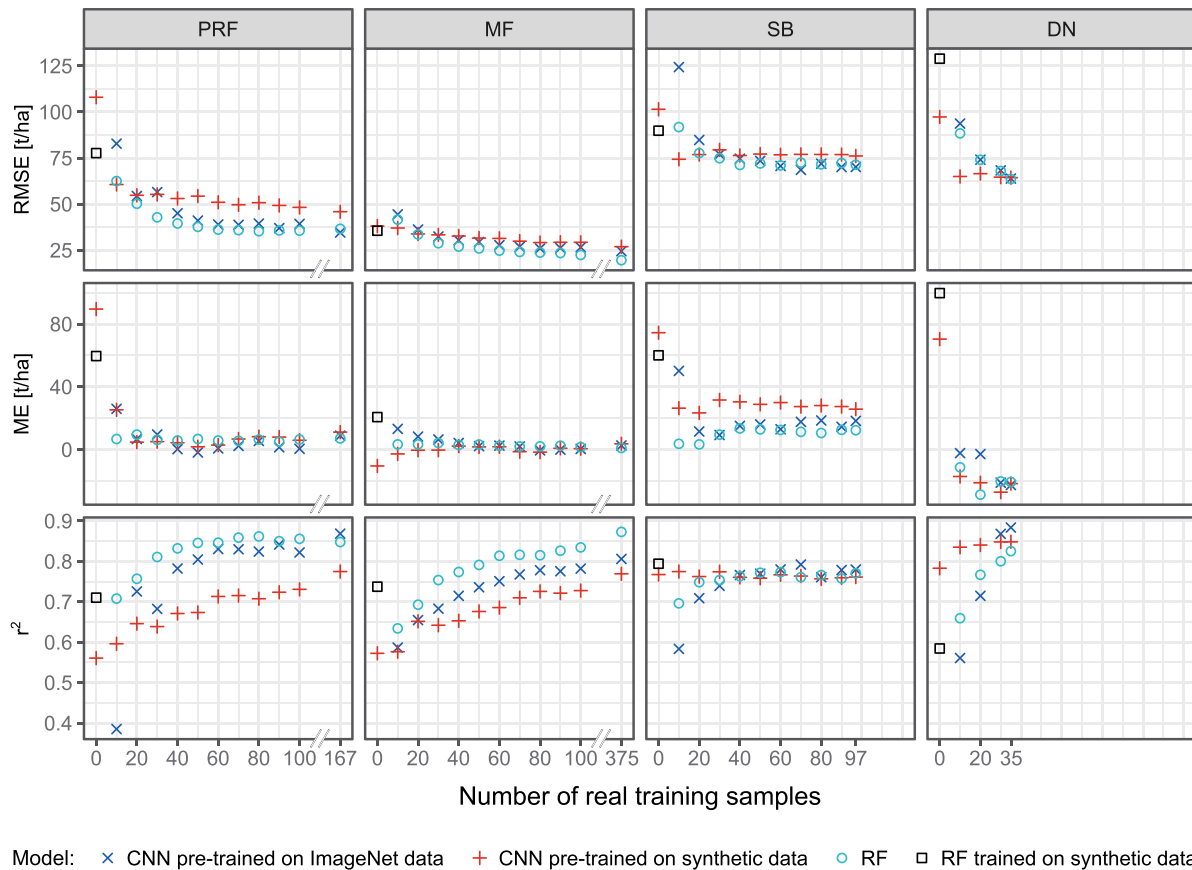 PRF MF SB DN
RMSE [t/ha]
125
100
75
50
25
ME [t/ha]
80
40
0
r2
0.9
0.8
0.7
0.6
0.5
0.4
0 20 40 60 80 100 167 0 20 40 60 80 100 375 0 20 40 60 80 97 0 20 35
Number of real training samples
Model: CNN pre-trained on ImageNet data CNN pre-trained on synthetic data RF RF trained on synthetic data